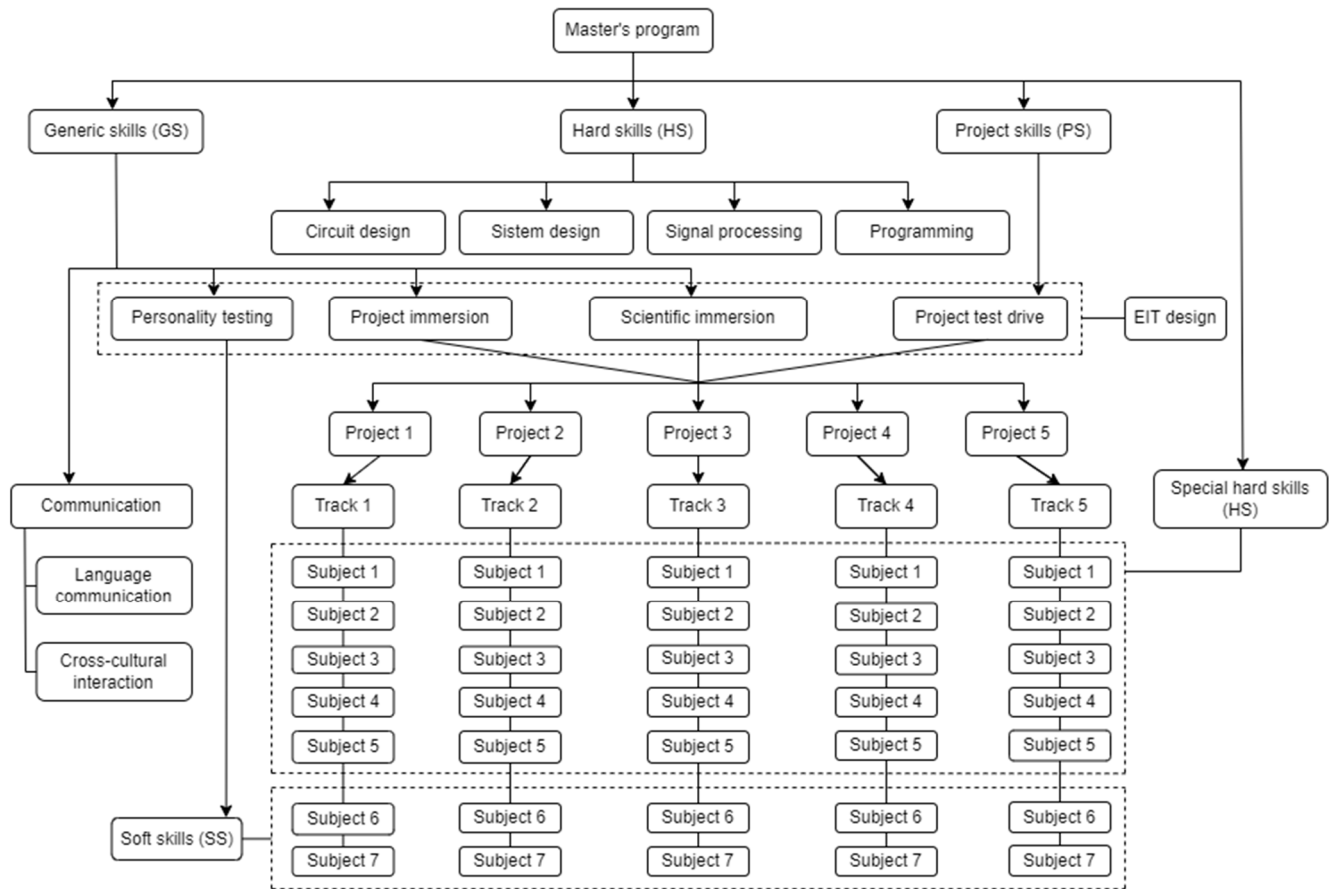 Master's program
Generic skills (GS)
Hard skills (HS)
Project skills (PS)
Circuit design
Sistem design
Signal processing
Programming
Personality testing
Project immersion
Scientific immersion
Project test drive
EIT design
Project 1
Project 2
Project 3
Project 4
Project 5
Communication
Track 1
Track 2
Track 3
Track 4
Track 5
Special hard skills
(HS)
Language
communication
Cross-cultural
interaction
Subject 1
Subject 1
Subject 1
Subject 1
Subject 1
Subject 2
Subject 2
Subject 2
Subject 2
Subject 2
Subject 3
Subject 3
Subject 3
Subject 3
Subject 3
Subject 4
Subject 4
Subject 4
Subject 4
Subject 4
Subject 5
Subject 5
Subject 5
Subject 5
Subject 5
Soft skills (SS)
Subject 6
Subject 6
Subject 6
Subject 6
Subject 6
Subject 7
Subject 7
Subject 7
Subject 7
Subject 7